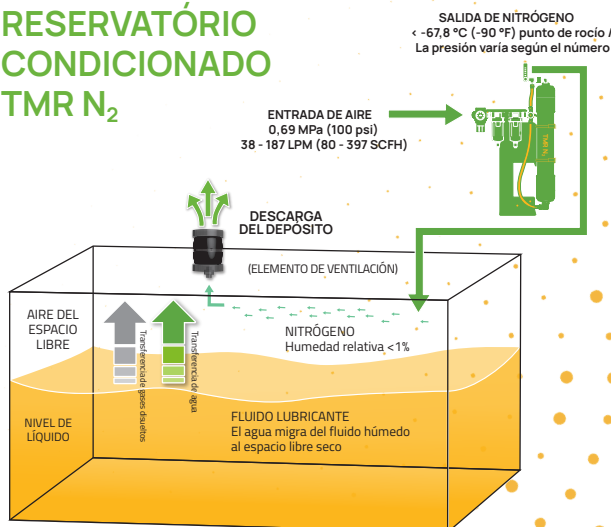 RESERVATÓRIO
CONDICIONADO
TMR N₂
SALIDA DE NITRÓGENO
< -67,8 °C (-90 °F) punto de rocío /
La presión varía según el número
ENTRADA DE AIRE
0,69 MPa (100 psi)
38 - 187 LPM (80 - 397 SCFH)
TMR N₂
DESCARGA
DEL DEPÓSITO
(ELEMENTO DE VENTILACIÓN)
AIRE DEL
ESPACIO
LIBRE
Transferencia de gases disueltos
Transferencia de agua
NITRÓGENO
Humedad relativa <1%
NIVEL DE
LÍQUIDO
FLUIDO LUBRICANTE
El agua migra del fluido húmedo
al espacio libre seco